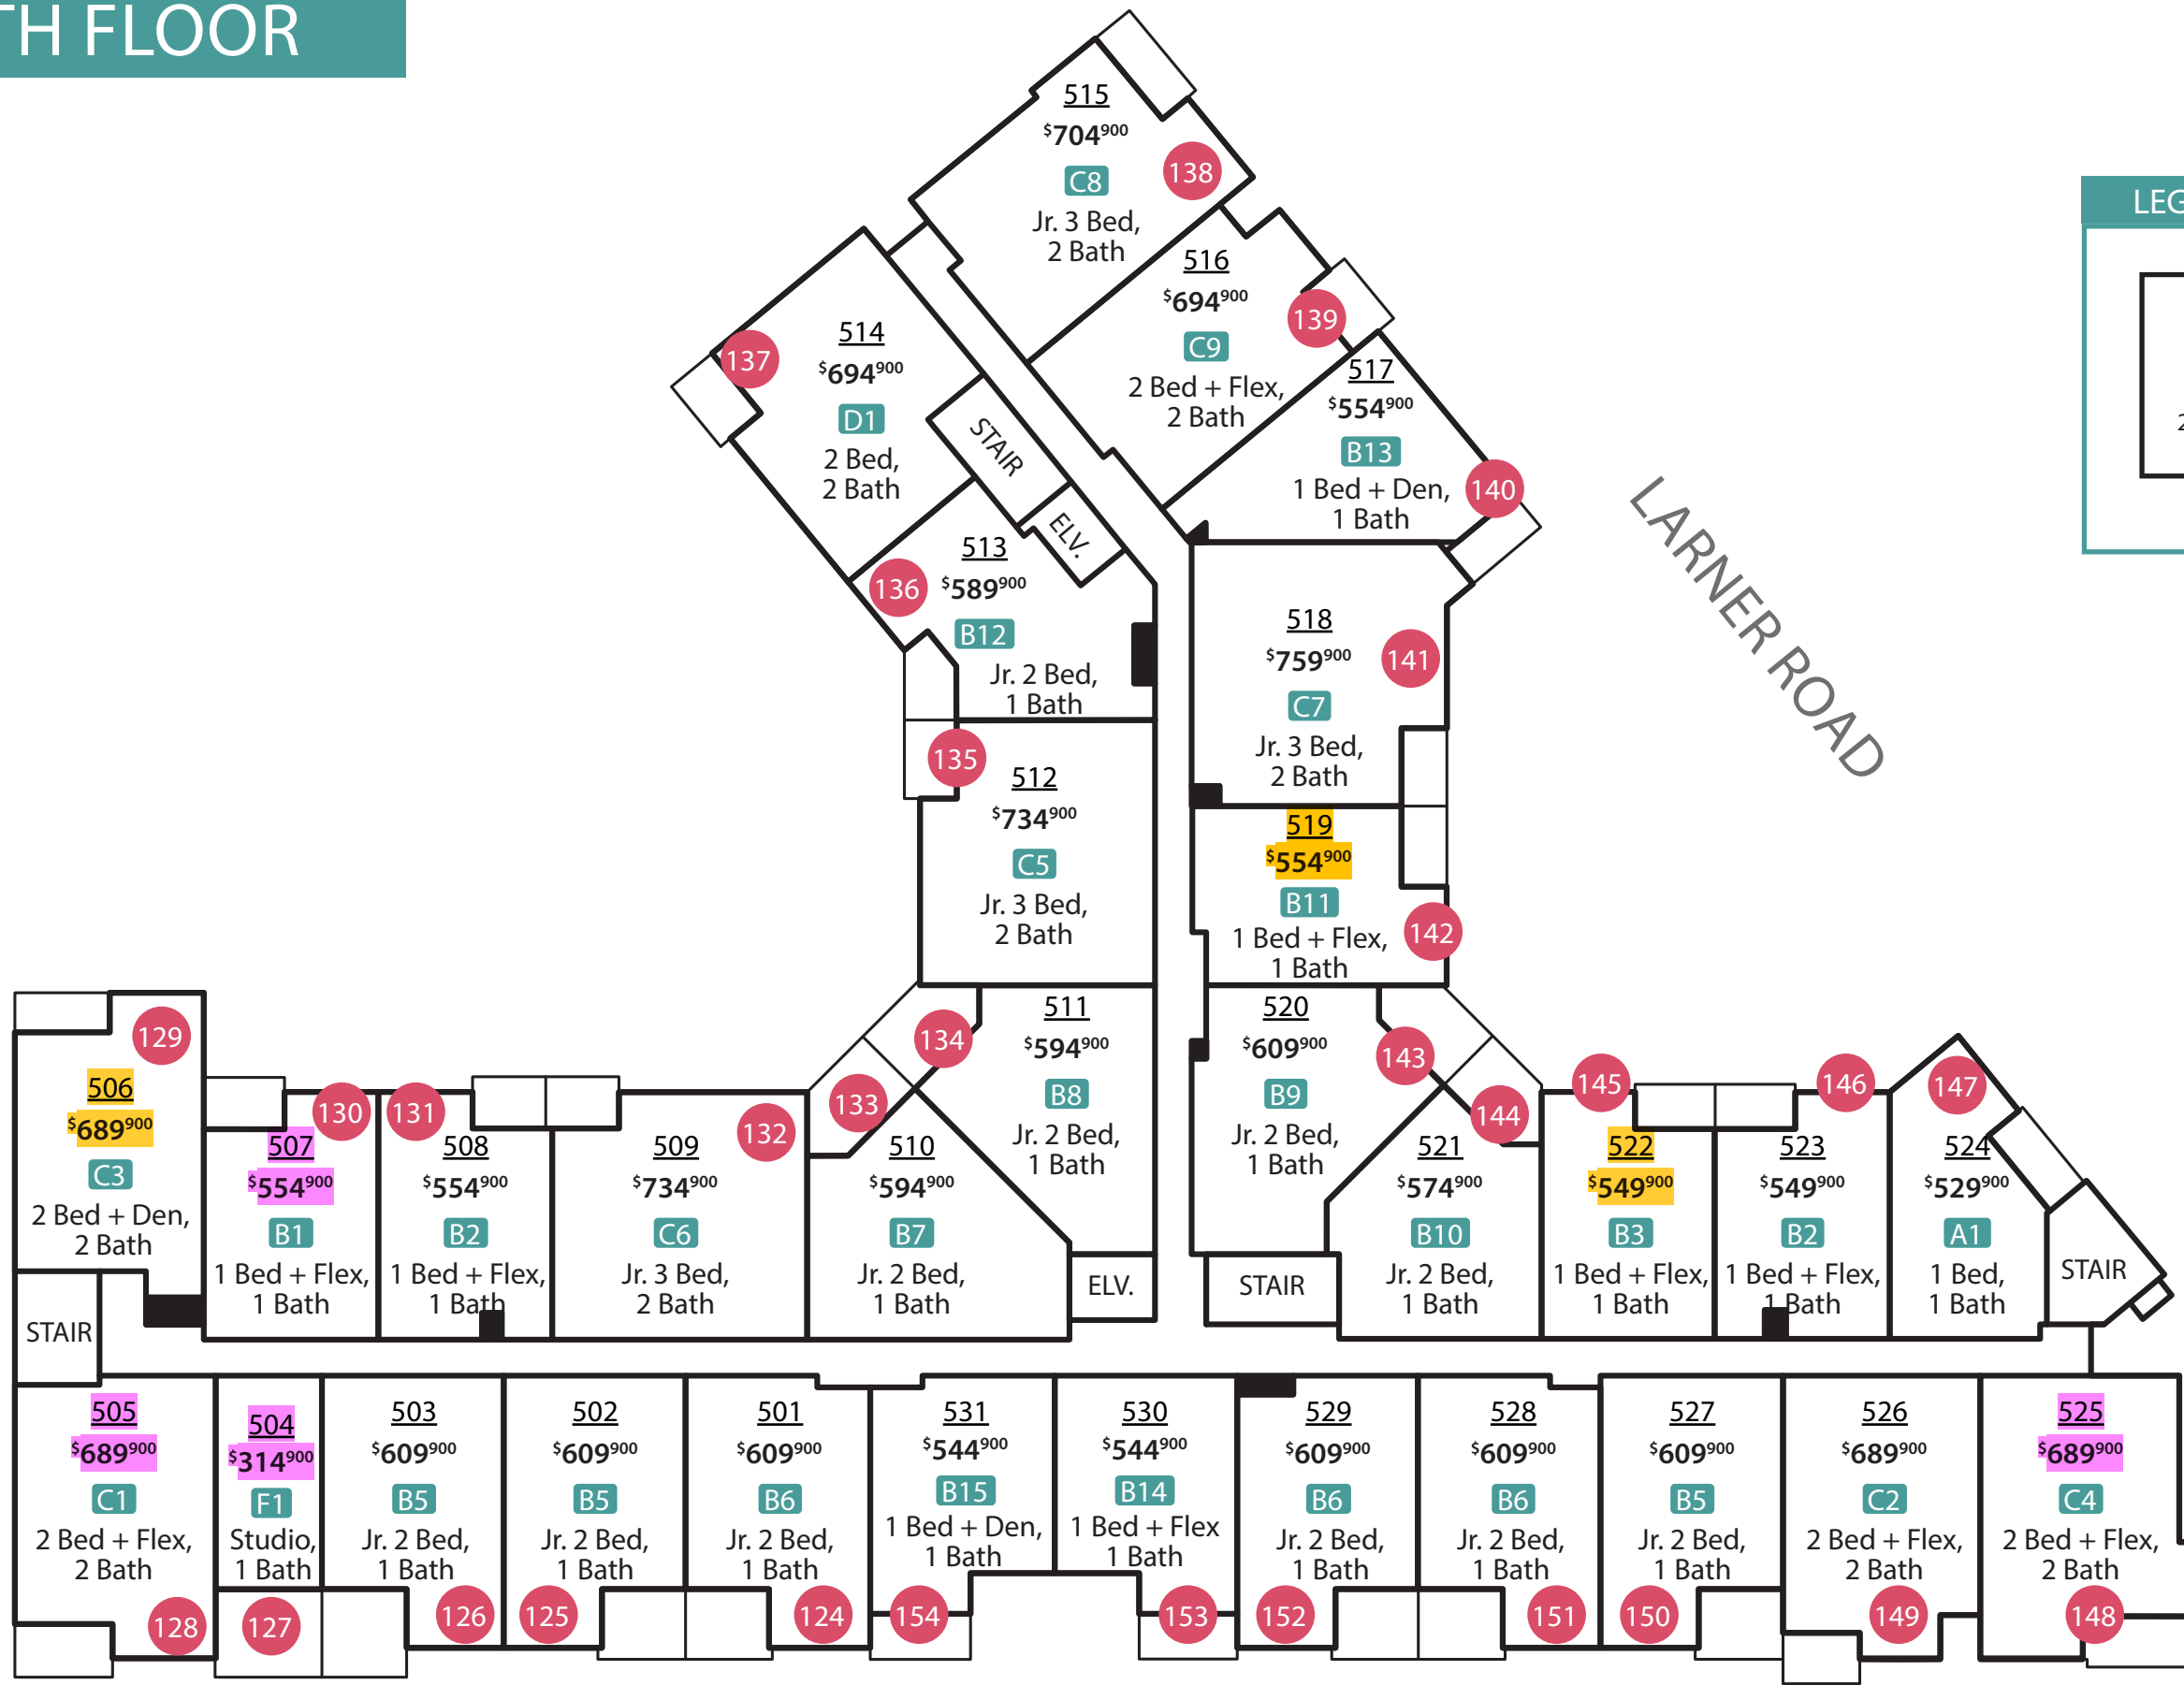 TH FLOOR
515
$704900
C8
138
Jr. 3 Bed,
2 Bath
LEG
516
$694900
C9
139
2 Bed + Flex,
2 Bath
514
$694900
137
D1
2 Bed,
2 Bath
STAIR
ELV.
517
$554900
B13
1 Bed + Den,
1 Bath
140
LARNER ROAD
513
$589900
136
B12
Jr. 2 Bed,
1 Bath
518
$759900
141
C7
Jr. 3 Bed,
2 Bath
135
512
$734900
C5
Jr. 3 Bed,
2 Bath
519
$554900
B11
1 Bed + Flex,
1 Bath
142
129
506
$689900
C3
2 Bed + Den,
2 Bath
STAIR
130
507
$554900
B1
1 Bed + Flex,
1 Bath
131
508
$554900
B2
1 Bed + Flex,
1 Bath
132
509
$734900
C6
Jr. 3 Bed,
2 Bath
133
510
$594900
B7
Jr. 2 Bed,
1 Bath
134
511
$594900
B8
Jr. 2 Bed,
1 Bath
ELV.
520
$609900
B9
Jr. 2 Bed,
1 Bath
143
STAIR
144
521
$574900
B10
Jr. 2 Bed,
1 Bath
145
522
$549900
B3
1 Bed + Flex,
1 Bath
146
523
$549900
B2
1 Bed + Flex,
1 Bath
147
524
$529900
A1
1 Bed,
1 Bath
STAIR
505
$689900
C1
2 Bed + Flex,
2 Bath
128
504
$314900
F1
Studio,
1 Bath
127
503
$609900
B5
Jr. 2 Bed,
1 Bath
126
502
$609900
B5
Jr. 2 Bed,
1 Bath
125
501
$609900
B6
Jr. 2 Bed,
1 Bath
124
531
$544900
B15
1 Bed + Den,
1 Bath
154
530
$544900
B14
1 Bed + Flex
1 Bath
153
529
$609900
B6
Jr. 2 Bed,
1 Bath
152
528
$609900
B6
Jr. 2 Bed,
1 Bath
151
527
$609900
B5
Jr. 2 Bed,
1 Bath
150
526
$689900
C2
2 Bed + Flex,
2 Bath
149
525
$689900
C4
2 Bed + Flex,
2 Bath
148